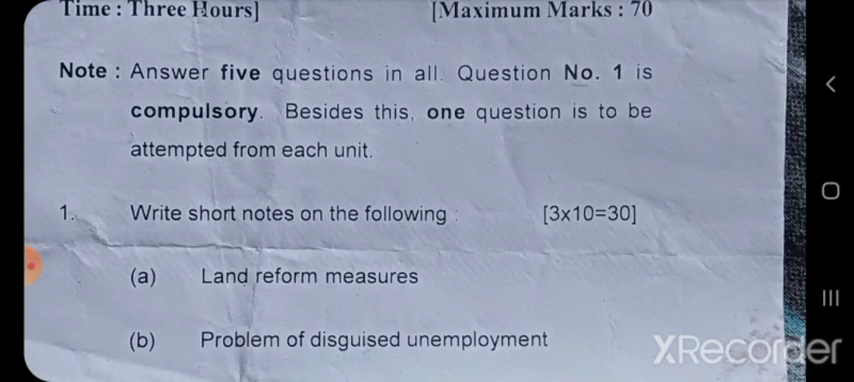 Time : Three Hours] [Maximum Marks : 70
Note : Answer five questions in all. Question No. 1 is
compulsory. Besides this, one question is to be
attempted from each unit.
1. Write short notes on the following : [3x10=30]
(a) Land reform measures
(b) Problem of disguised unemployment
XRecorder